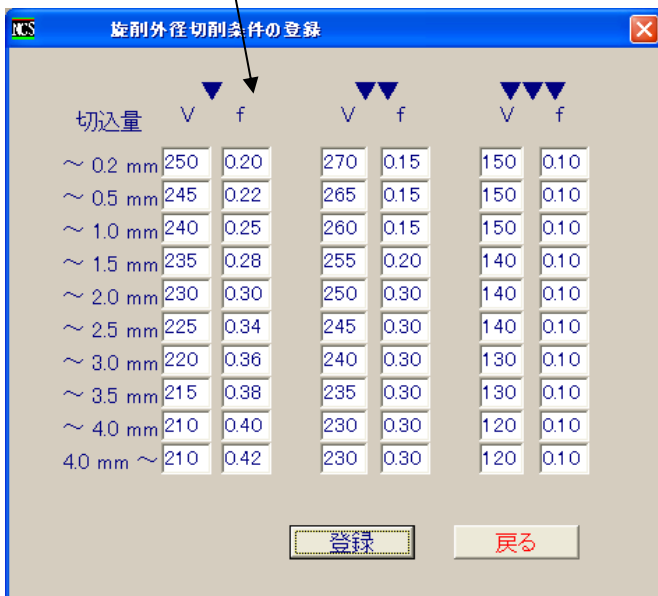 NCS 旋削外径切削条件の登録
▼ ▼▼ ▼▼▼
切込量 V f V f V f
～ 0.2 mm 250 0.20 270 0.15 150 0.10
～ 0.5 mm 245 0.22 265 0.15 150 0.10
～ 1.0 mm 240 0.25 260 0.15 150 0.10
～ 1.5 mm 235 0.28 255 0.20 140 0.10
～ 2.0 mm 230 0.30 250 0.30 140 0.10
～ 2.5 mm 225 0.34 245 0.30 140 0.10
～ 3.0 mm 220 0.36 240 0.30 130 0.10
～ 3.5 mm 215 0.38 235 0.30 130 0.10
～ 4.0 mm 210 0.40 230 0.30 120 0.10
4.0 mm ～ 210 0.42 230 0.30 120 0.10
登録 戻る